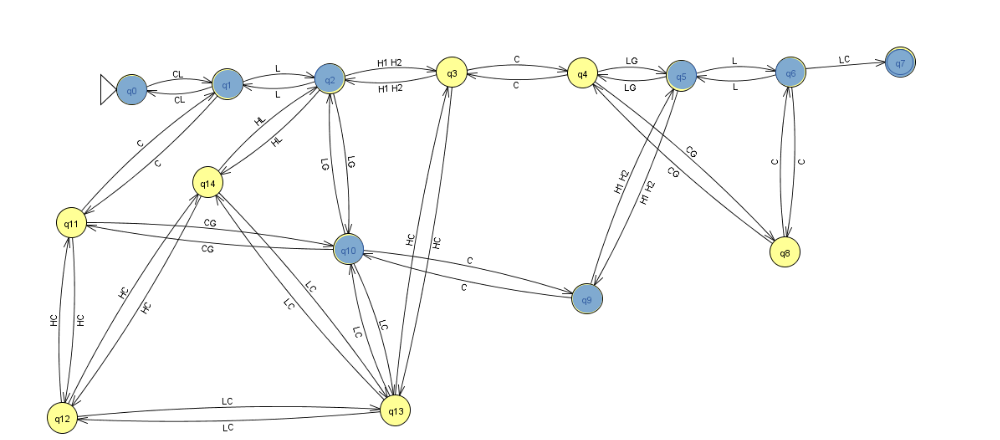 q0
CL
CL
q1
L
L
q2
H1 H2
H1 H2
q3
C
C
q4
LG
LG
q5
L
L
q6
LC
q7
C
C
HL
HL
LG
LG
q14
q11
CG
CG
q10
HC
HC
C
C
q9
H1 H2
H1 H2
CG
CG
C
C
q8
HC
HC
HC
HC
LC
LC
LC
LC
q12
LC
LC
q13